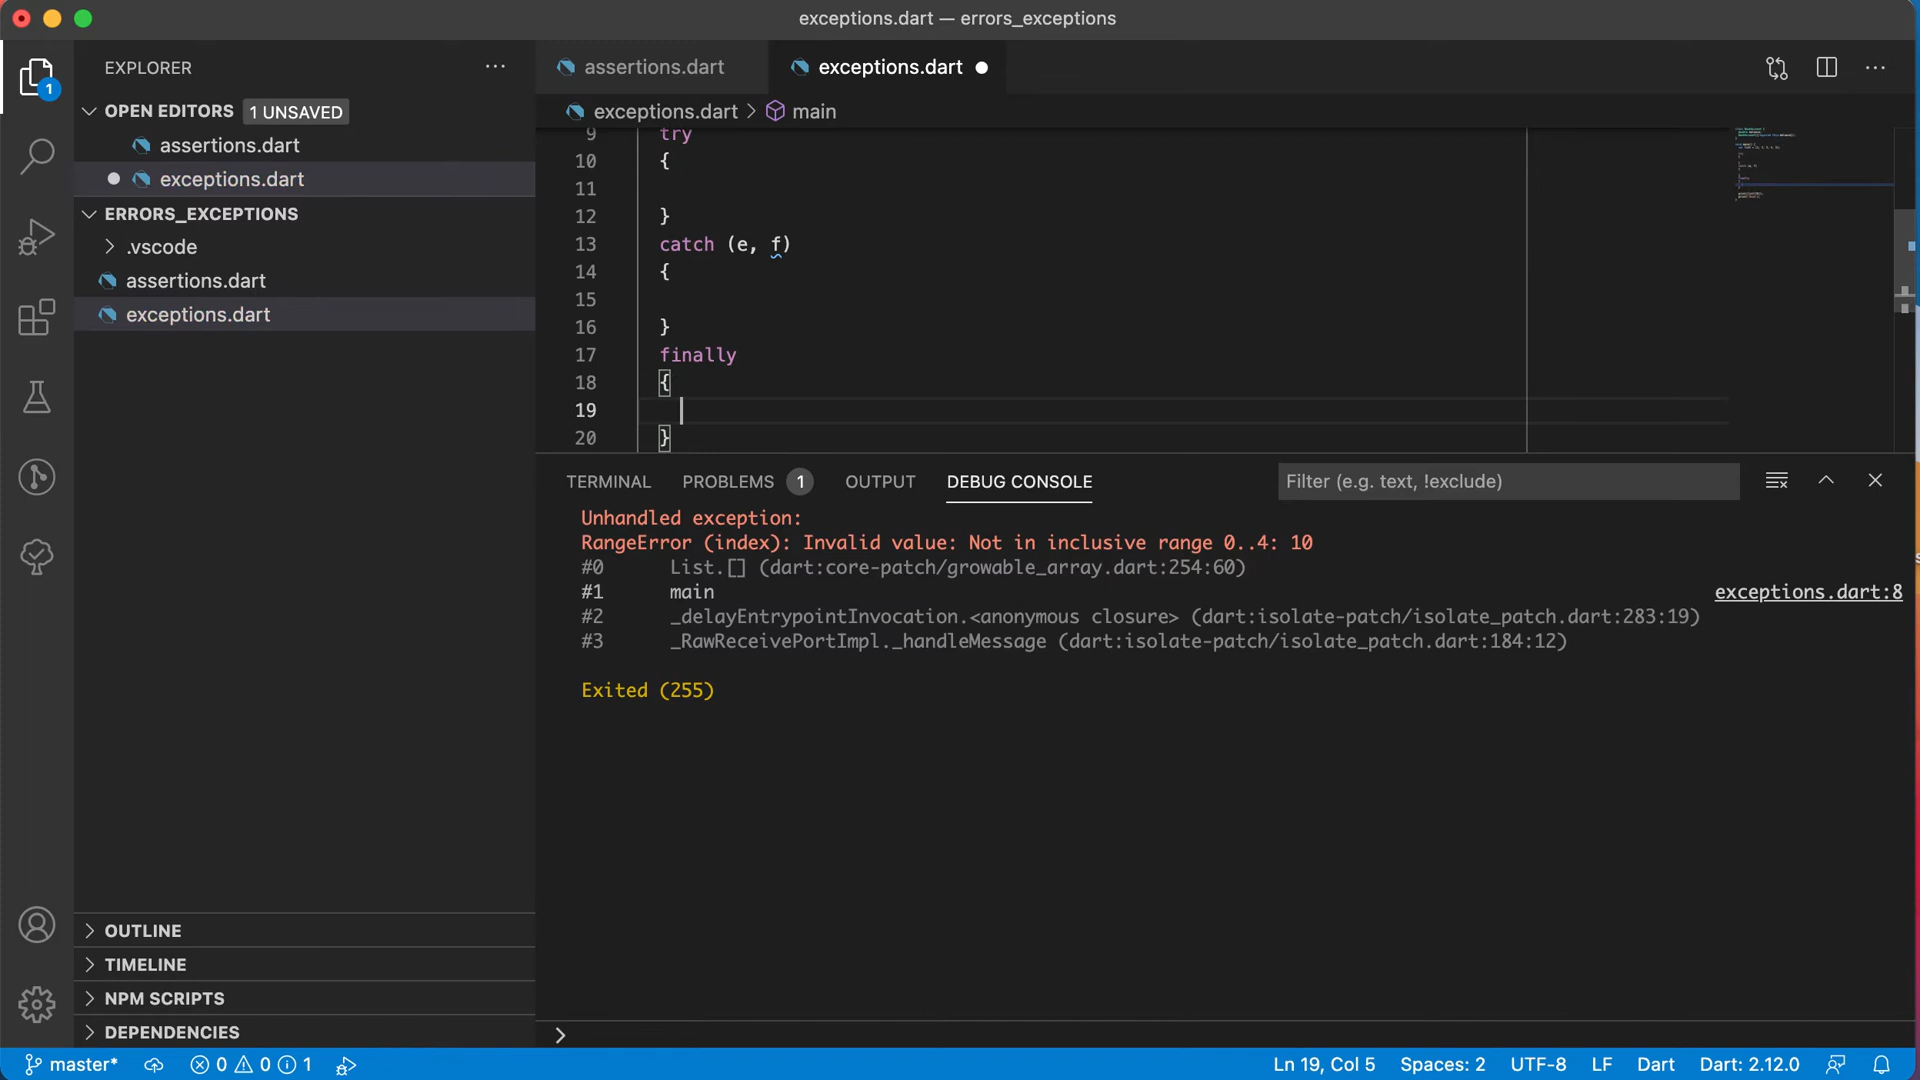 exceptions.dart — errors_exceptions
EXPLORER
assertions.dart
exceptions.dart
OPEN EDITORS 1 UNSAVED
exceptions.dart main
assertions.dart
exceptions.dart
ERRORS_EXCEPTIONS
.vscode
assertions.dart
exceptions.dart
9 try
10 {
11
12 }
13 catch (e, f)
14 {
15
16 }
17 finally
18 {
19
20 }
TERMINAL PROBLEMS 1 OUTPUT DEBUG CONSOLE Filter (e.g. text, !exclude)
Unhandled exception:
RangeError (index): Invalid value: Not in inclusive range 0..4: 10
#0 List.[] (dart:core-patch/growable_array.dart:254:60)
#1 main exceptions.dart:8
#2 _delayEntrypointInvocation.<anonymous closure> (dart:isolate-patch/isolate_patch.dart:283:19)
#3 _RawReceivePortImpl._handleMessage (dart:isolate-patch/isolate_patch.dart:184:12)
Exited (255)
1
OUTLINE
TIMELINE
NPM SCRIPTS
DEPENDENCIES
master* 0 0 1 Ln 19, Col 5 Spaces: 2 UTF-8 LF Dart Dart: 2.12.0